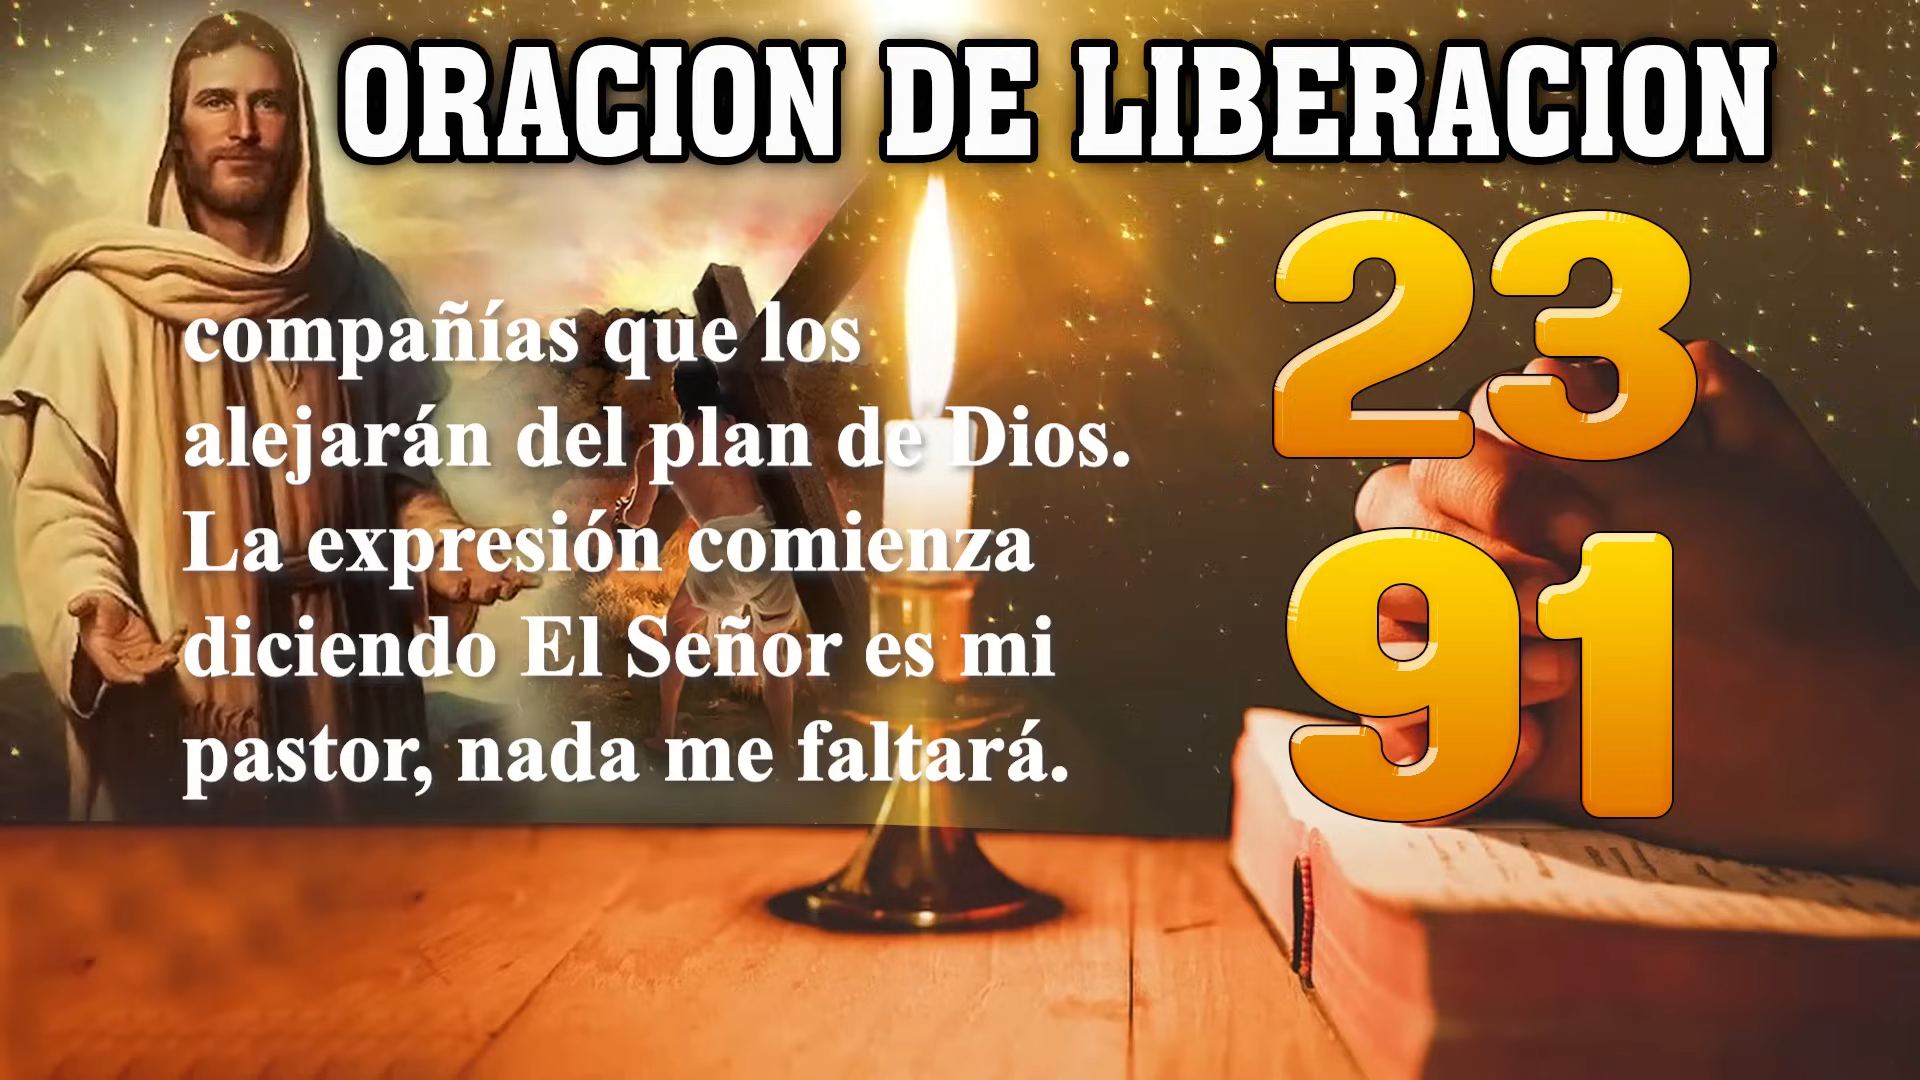 ORACION DE LIBERACION
compañías que los
alejarán del plan de Dios.
La expresión comienza
diciendo El Señor es mi
pastor, nada me faltará.
23
91